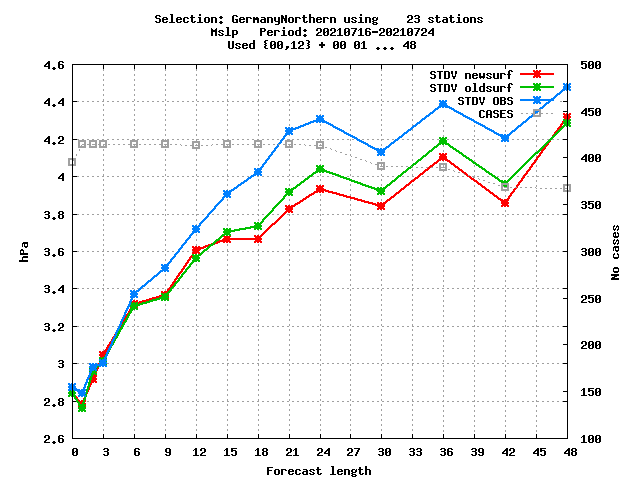 Selection: GermanyNorthern using    23 stations
Mslp   Period: 20210716-20210724
Used {00,12} + 00 01 ... 48
4.6
4.4
4.2
4
3.8
3.6
3.4
3.2
3
2.8
2.6
hPa
STDV newsurf
STDV oldsurf
STDV OBS
CASES
500
450
400
350
300
250
200
150
100
No cases
0 3 6 9 12 15 18 21 24 27 30 33 36 39 42 45 48
Forecast length